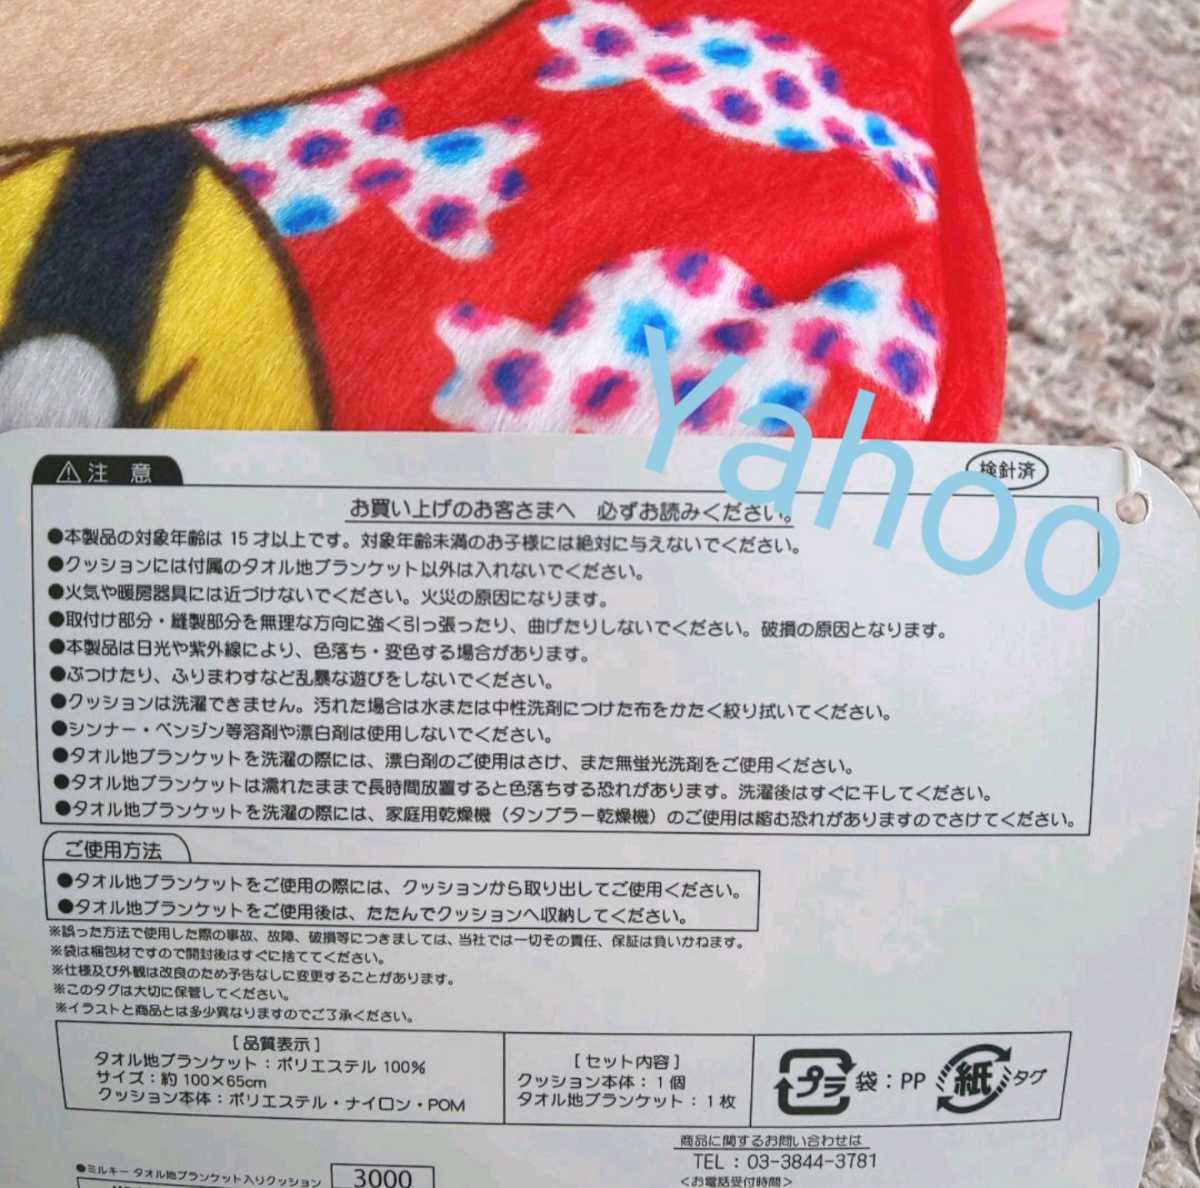 Yahoo
⚠注 意
検針済
お買い上げのお客さまへ 必ずお読みください。
●本製品の対象年齢は 15 才以上です。対象年齢未満のお子様には絶対に与えないでください。
●クッションには付属のタオル地ブランケット以外は入れないでください。
●火気や暖房器具には近づけないでください。火災の原因になります。
●取付け部分・縫製部分を無理な方向に強く引っ張ったり、曲げたりしないでください。破損の原因となります。
●本製品は日光や紫外線により、色落ち・変色する場合があります。
●ぶつけたり、ふりまわすなど乱暴な遊びをしないでください。
●クッションは洗濯できません。汚れた場合は水または中性洗剤につけた布をかたく絞り拭いてください。
●シンナー・ベンジン等溶剤や漂白剤は使用しないでください。
●タオル地ブランケットを洗濯の際には、漂白剤のご使用はさけ、また無蛍光洗剤をご使用ください。
●タオル地ブランケットは濡れたままで長時間放置すると色落ちする恐れがあります。洗濯後はすぐに干してください。
●タオル地ブランケットを洗濯の際には、家庭用乾燥機（タンブラー乾燥機）のご使用は縮む恐れがありますのでさけてください。
ご使用方法
●タオル地ブランケットをご使用の際には、クッションから取り出してご使用ください。
●タオル地ブランケットをご使用後は、たたんでクッションへ収納してください。
※誤った方法で使用した際の事故、故障、破損等につきましては、当社では一切その責任、保証は負いかねます。
※袋は梱包材ですので開封後はすぐに捨ててください。
※仕様及び外観は改良のため予告なしに変更することがあります。
※このタグは大切に保管してください。
※イラストと商品とは多少異なりますのでご了承ください。
［品質表示］
タオル地ブランケット：ポリエステル 100%
サイズ：約 100×65cm
クッション本体：ポリエステル・ナイロン・POM
［セット内容］
クッション本体：1 個
タオル地ブランケット：1 枚
プラ 袋：PP 紙 タグ
商品に関するお問い合わせは
TEL：03-3844-3781
＜お電話受付時間＞
●ミルキー タオル地ブランケット入りクッション 3000